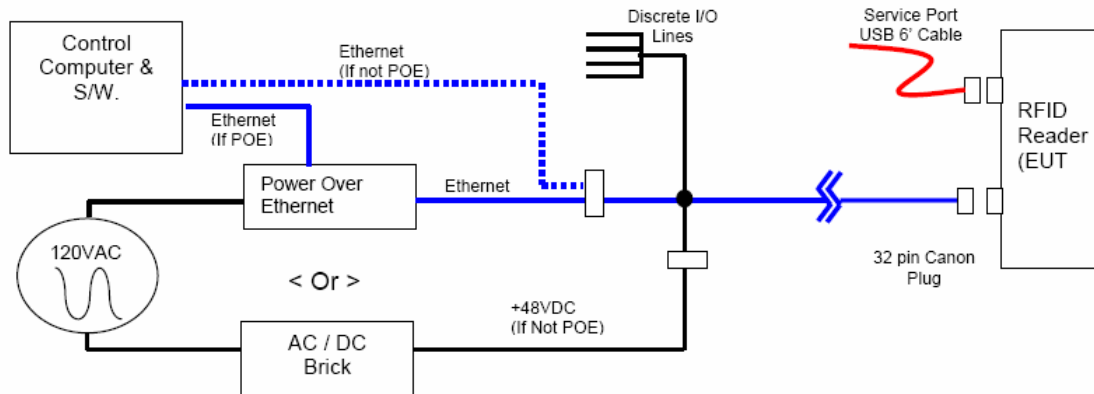 Control
Computer &
S/W.
Ethernet
(If not POE)
Ethernet
(If POE)
Discrete I/O
Lines
Service Port
USB 6' Cable
RFID
Reader
(EUT
Power Over
Ethernet
Ethernet
120VAC
< Or >
32 pin Canon
Plug
+48VDC
(If Not POE)
AC / DC
Brick